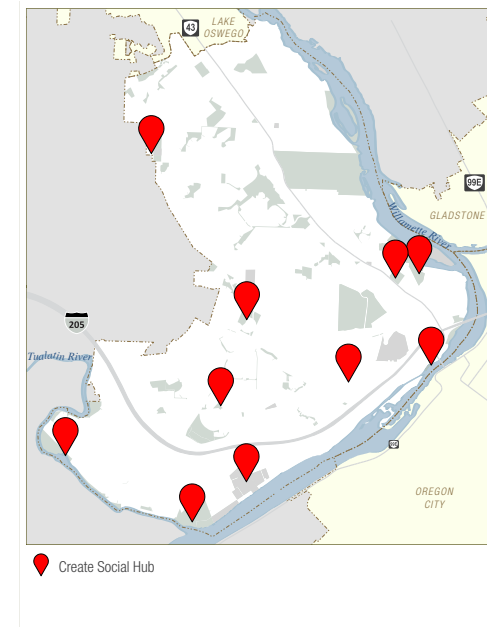 LAKE
OSWEGO
43
99E
GLADSTONE
Willamette River
205
Tualatin River
OREGON
CITY
Create Social Hub